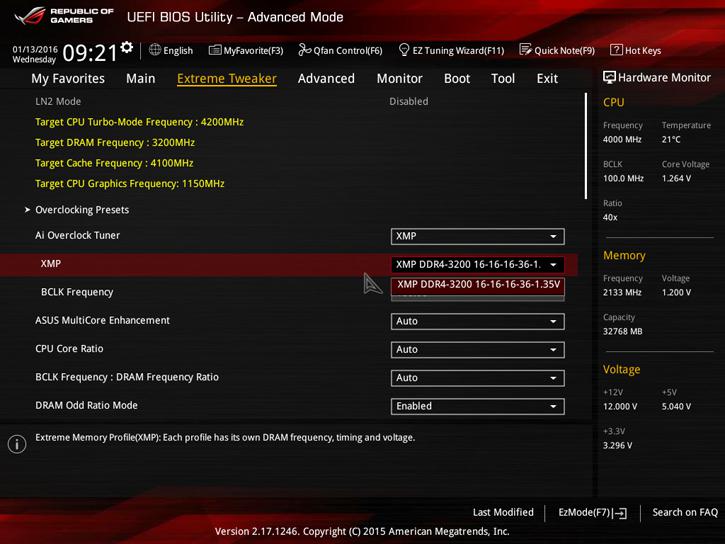 REPUBLIC OF
GAMERS
UEFI BIOS Utility – Advanced Mode
01/13/2016
Wednesday
09:21
English
MyFavorite(F3)
Qfan Control(F6)
EZ Tuning Wizard(F11)
Quick Note(F9)
Hot Keys
My Favorites
Main
Extreme Tweaker
Advanced
Monitor
Boot
Tool
Exit
LN2 Mode
Disabled
Target CPU Turbo-Mode Frequency : 4200MHz
Target DRAM Frequency : 3200MHz
Target Cache Frequency : 4100MHz
Target CPU Graphics Frequency: 1150MHz
Overclocking Presets
Ai Overclock Tuner
XMP
XMP
XMP DDR4-3200 16-16-16-36-1.
XMP DDR4-3200 16-16-16-36-1.35V
BCLK Frequency
ASUS MultiCore Enhancement
Auto
CPU Core Ratio
Auto
BCLK Frequency : DRAM Frequency Ratio
Auto
DRAM Odd Ratio Mode
Enabled
Extreme Memory Profile(XMP): Each profile has its own DRAM frequency, timing and voltage.
Hardware Monitor
CPU
Frequency
Temperature
4000 MHz
21°C
BCLK
Core Voltage
100.0 MHz
1.264 V
Ratio
40x
Memory
Frequency
Voltage
2133 MHz
1.200 V
Capacity
32768 MB
Voltage
+12V
+5V
12.000 V
5.040 V
+3.3V
3.296 V
Last Modified
EzMode(F7)
Search on FAQ
Version 2.17.1246. Copyright (C) 2015 American Megatrends, Inc.